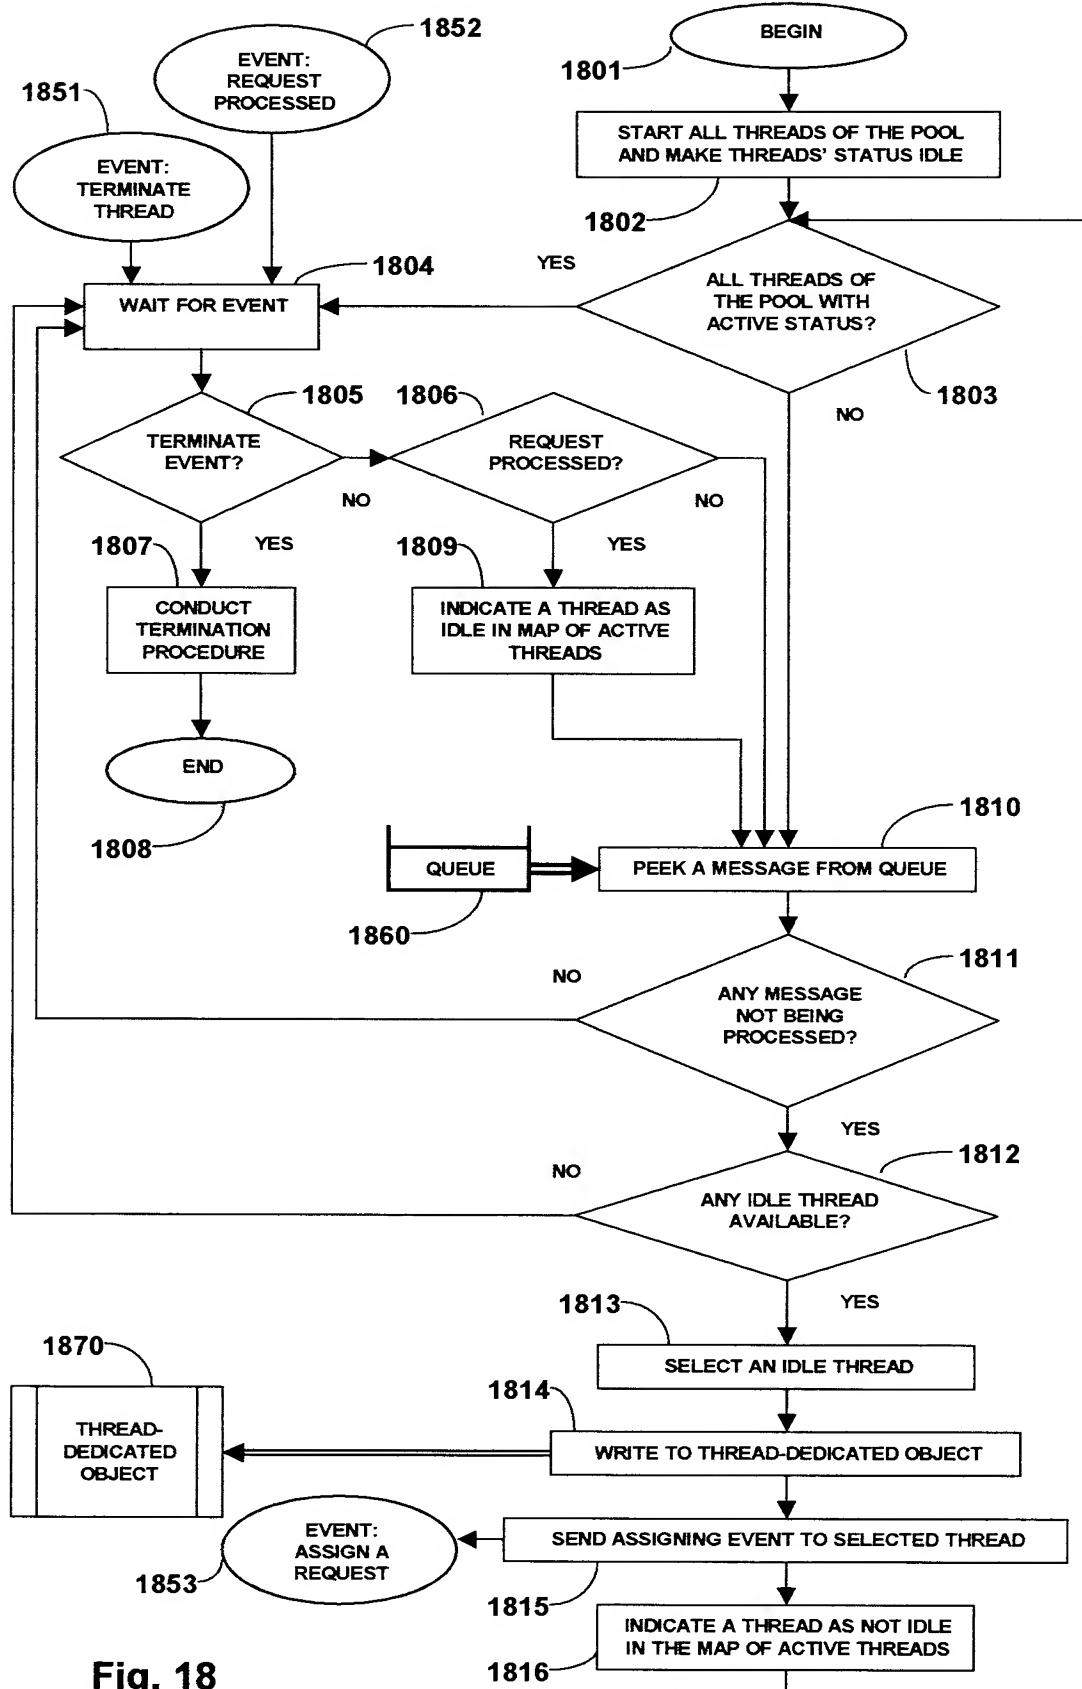 1852
EVENT:
REQUEST
PROCESSED
1851
EVENT:
TERMINATE
THREAD
BEGIN
1801
START ALL THREADS OF THE POOL
AND MAKE THREADS' STATUS IDLE
1802
ALL THREADS OF
THE POOL WITH
ACTIVE STATUS?
YES
1803
NO
1804
WAIT FOR EVENT
1805
TERMINATE
EVENT?
NO
YES
1806
REQUEST
PROCESSED?
NO
YES
1807
CONDUCT
TERMINATION
PROCEDURE
END
1808
1809
INDICATE A THREAD AS
IDLE IN MAP OF ACTIVE
THREADS
1810
QUEUE
PEEK A MESSAGE FROM QUEUE
1860
1811
NO
ANY MESSAGE
NOT BEING
PROCESSED?
YES
1812
NO
ANY IDLE THREAD
AVAILABLE?
YES
1813
SELECT AN IDLE THREAD
1870
THREAD-
DEDICATED
OBJECT
1814
WRITE TO THREAD-DEDICATED OBJECT
EVENT:
ASSIGN A
REQUEST
1853
SEND ASSIGNING EVENT TO SELECTED THREAD
1815
INDICATE A THREAD AS NOT IDLE
IN THE MAP OF ACTIVE THREADS
1816
Fig. 18